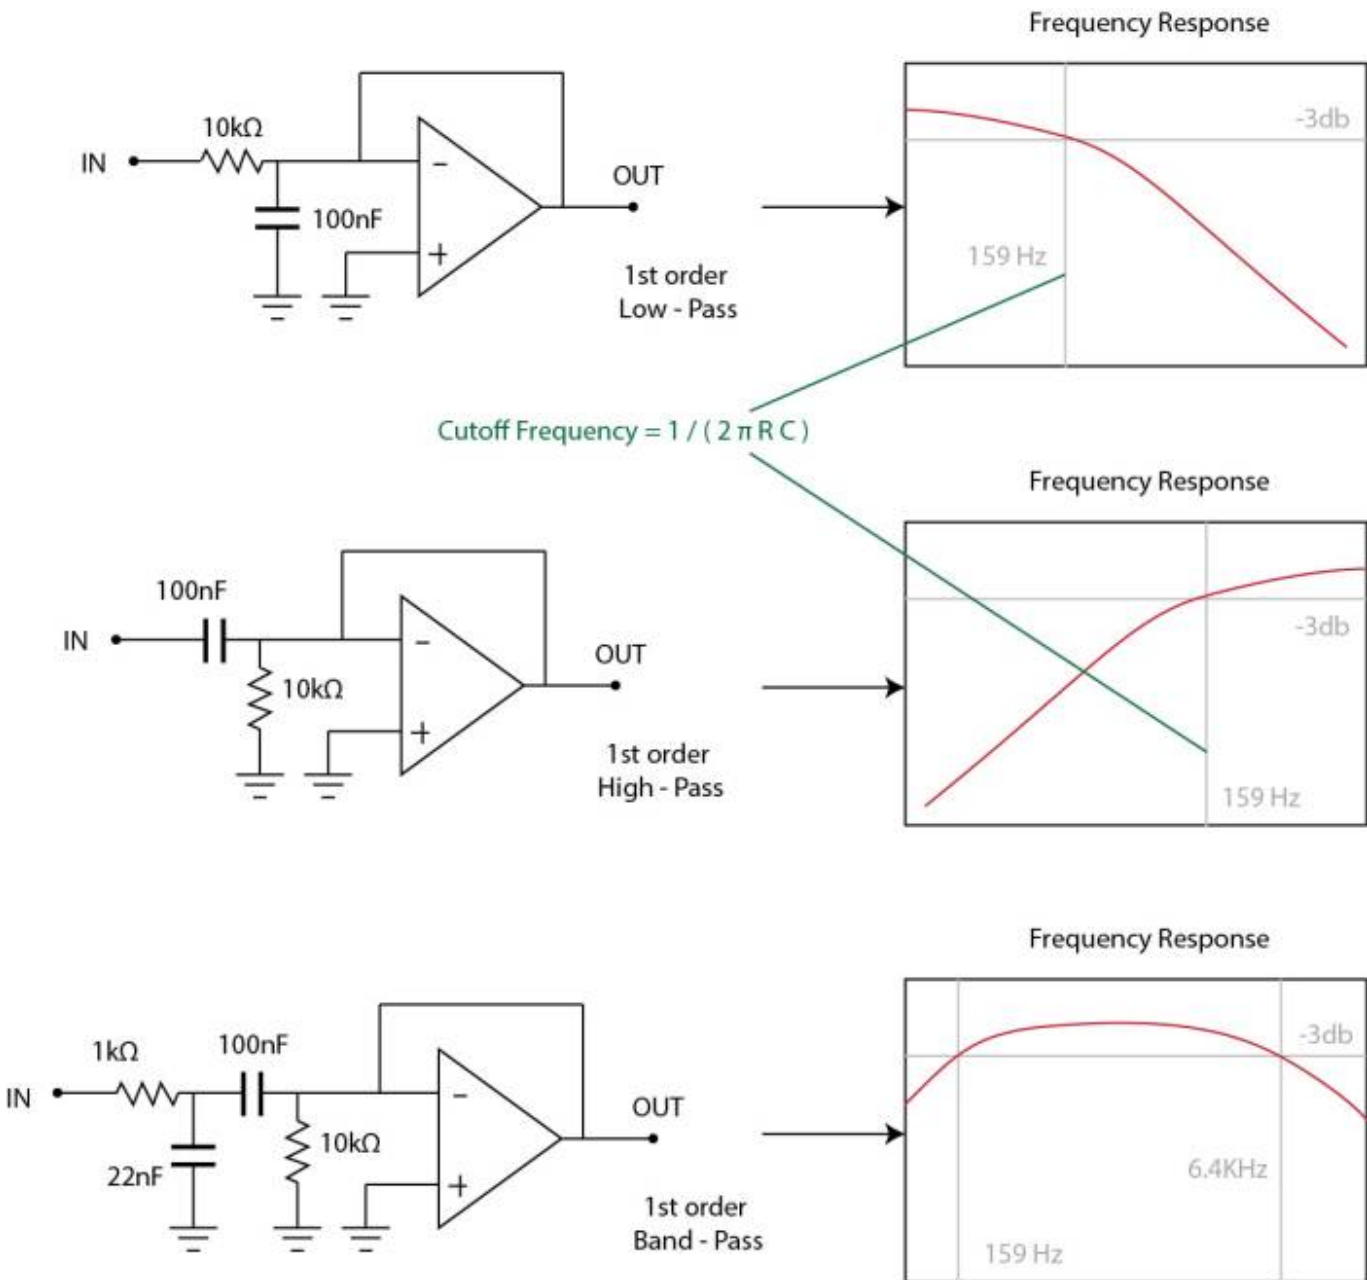 Frequency Response
10kΩ
IN
100nF
−
+
OUT
1st order
Low - Pass
-3db
159 Hz
Cutoff Frequency = 1 / ( 2 π R C )
Frequency Response
100nF
IN
10kΩ
−
+
OUT
1st order
High - Pass
-3db
159 Hz
Frequency Response
1kΩ
100nF
IN
22nF
10kΩ
−
+
OUT
1st order
Band - Pass
-3db
6.4KHz
159 Hz